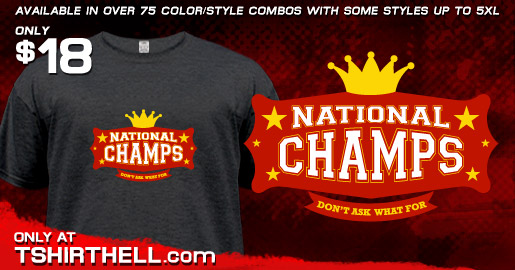 AVAILABLE IN OVER 75 COLOR/STYLE COMBOS WITH SOME STYLES UP TO 5XL
ONLY
$18
NATIONAL
CHAMPS
DON'T ASK WHAT FOR
NATIONAL
CHAMPS
DON'T ASK WHAT FOR
ONLY AT
TSHIRTHELL.com